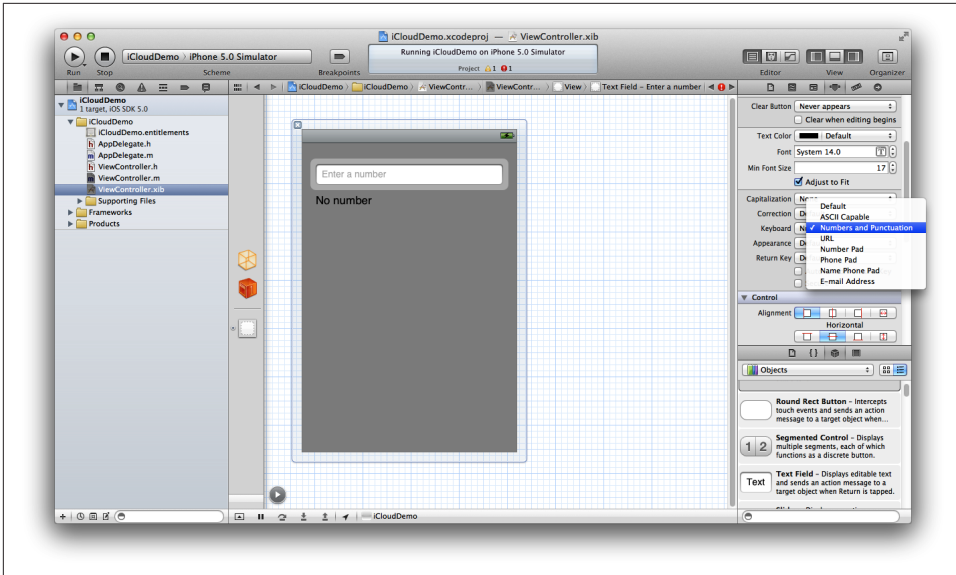 iCloudDemo.xcodeproj — ViewController.xib
Run
Stop
iCloudDemo
iPhone 5.0 Simulator
Scheme
Breakpoints
Running iCloudDemo on iPhone 5.0 Simulator
Project 1 1
Editor
View
Organizer
iCloudDemo
iCloudDemo
ViewContr...
ViewContr...
View
Text Field – Enter a number
iCloudDemo
1 target, iOS SDK 5.0
iCloudDemo
iCloudDemo.entitlements
h AppDelegate.h
m AppDelegate.m
h ViewController.h
m ViewController.m
ViewController.xib
Supporting Files
Frameworks
Products
Enter a number
No number
Clear Button Never appears
Clear when editing begins
Text Color Default
Font System 14.0
Min Font Size 17
Adjust to Fit
Capitalization
Correction
Keyboard
Appearance
Return Key
Default
ASCII Capable
✓ Numbers and Punctuation
URL
Number Pad
Phone Pad
Name Phone Pad
E-mail Address
Control
Alignment
Horizontal
Objects
Round Rect Button – Intercepts
touch events and sends an action
message to a target object when...
1 2
Segmented Control – Displays
multiple segments, each of which
functions as a discrete button.
Text
Text Field – Displays editable text
and sends an action message to a
target object when Return is tapped.
iCloudDemo